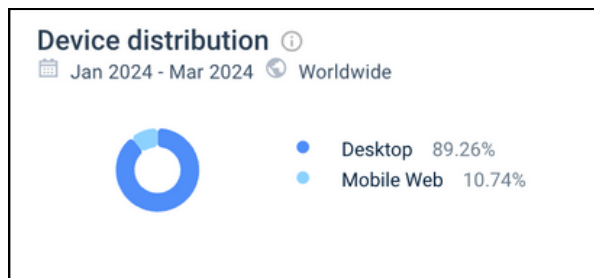 Device distribution
Jan 2024 - Mar 2024 Worldwide
Desktop 89.26%
Mobile Web 10.74%